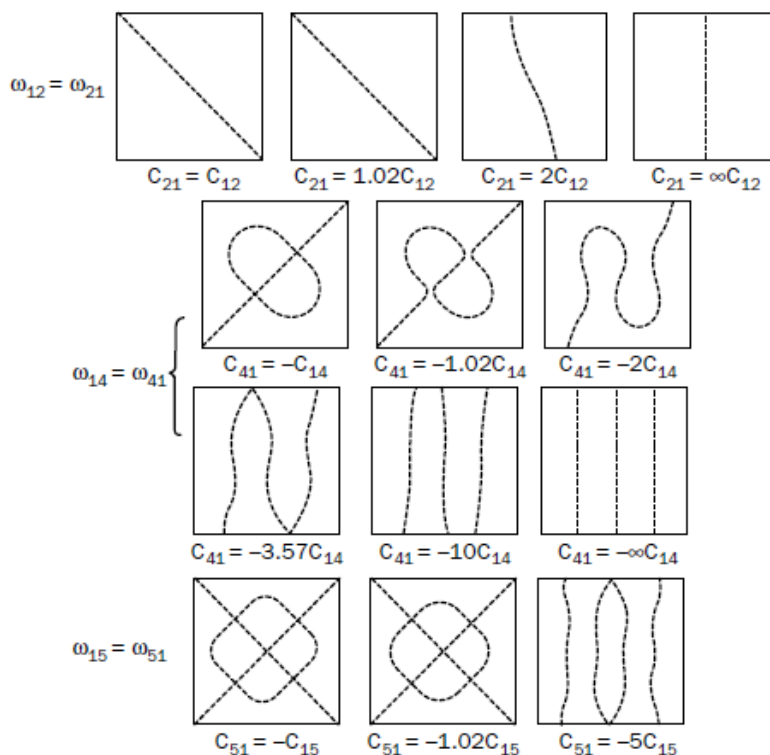 ω₁₂ = ω₂₁
C₂₁ = C₁₂ C₂₁ = 1.02C₁₂ C₂₁ = 2C₁₂ C₂₁ = ∞C₁₂
ω₁₄ = ω₄₁
C₄₁ = –C₁₄ C₄₁ = –1.02C₁₄ C₄₁ = –2C₁₄
C₄₁ = –3.57C₁₄ C₄₁ = –10C₁₄ C₄₁ = –∞C₁₄
ω₁₅ = ω₅₁
C₅₁ = –C₁₅ C₅₁ = –1.02C₁₅ C₅₁ = –5C₁₅